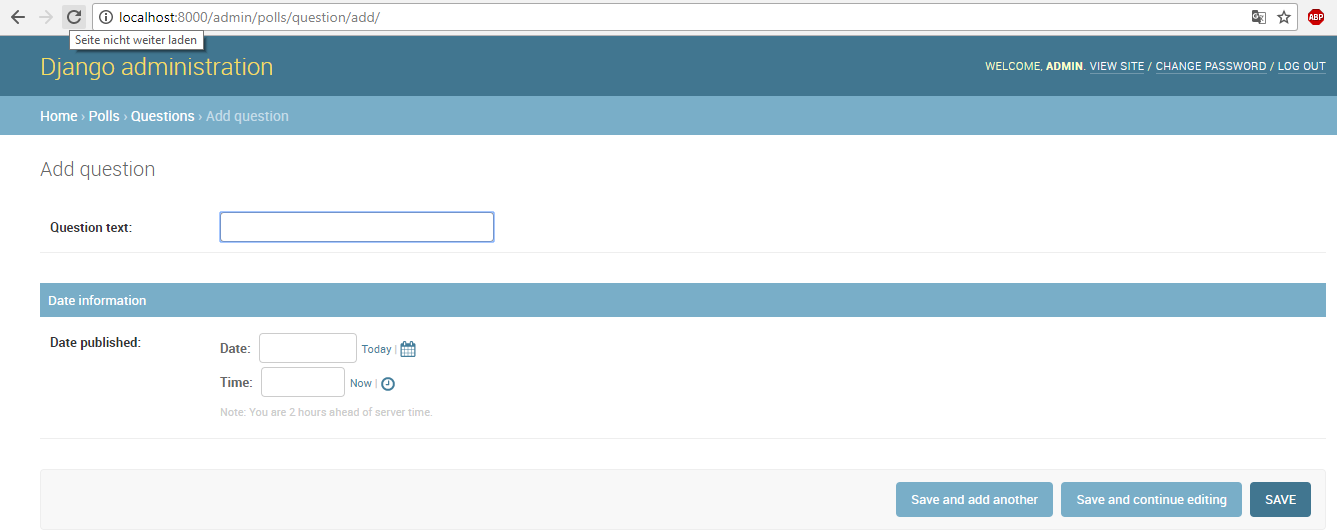 localhost:8000/admin/polls/question/add/
ABP
Seite nicht weiter laden
Django administration
WELCOME, ADMIN. VIEW SITE / CHANGE PASSWORD / LOG OUT
Home › Polls › Questions › Add question
Add question
Question text:
Date information
Date published:
Date: Today |
Time: Now |
Note: You are 2 hours ahead of server time.
Save and add another Save and continue editing SAVE